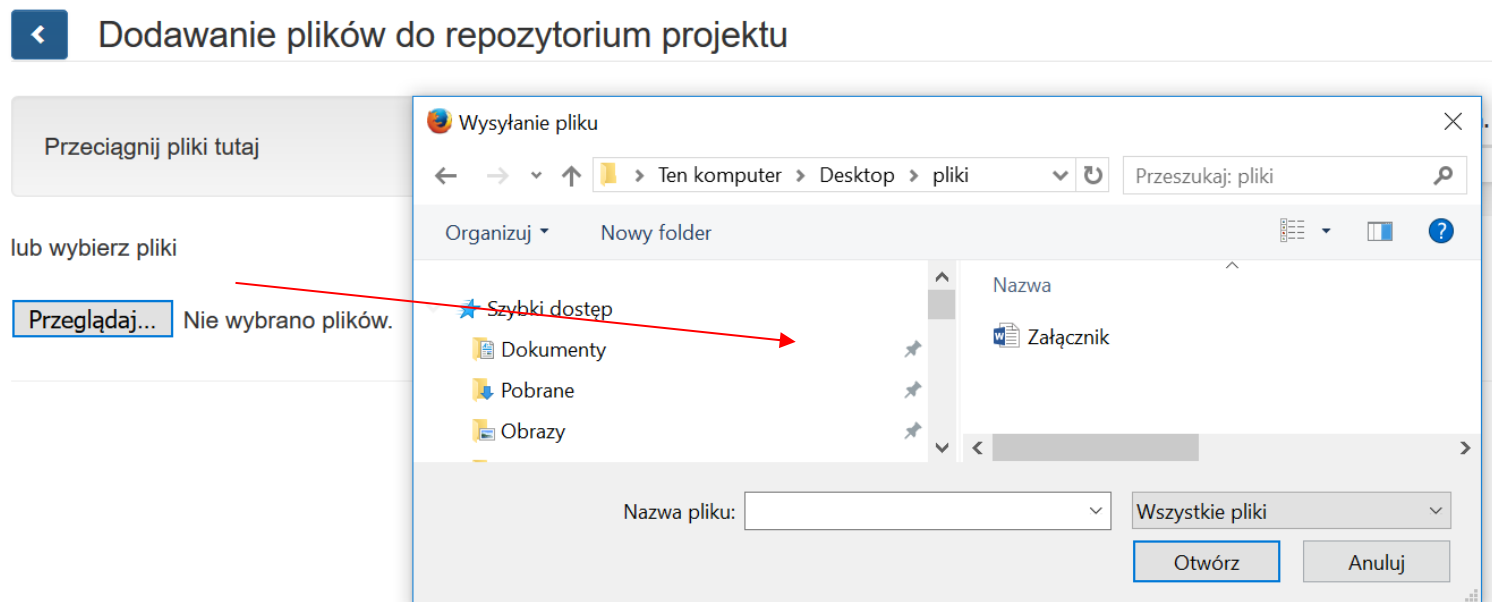 Dodawanie plików do repozytorium projektu
Przeciągnij pliki tutaj
lub wybierz pliki
Przeglądaj... Nie wybrano plików.
Wysyłanie pliku
Ten komputer Desktop pliki
Przeszukaj: pliki
Organizuj Nowy folder
?
Szybki dostęp
Dokumenty
Pobrane
Obrazy
Nazwa
Załącznik
Nazwa pliku:
Wszystkie pliki
Otwórz Anuluj